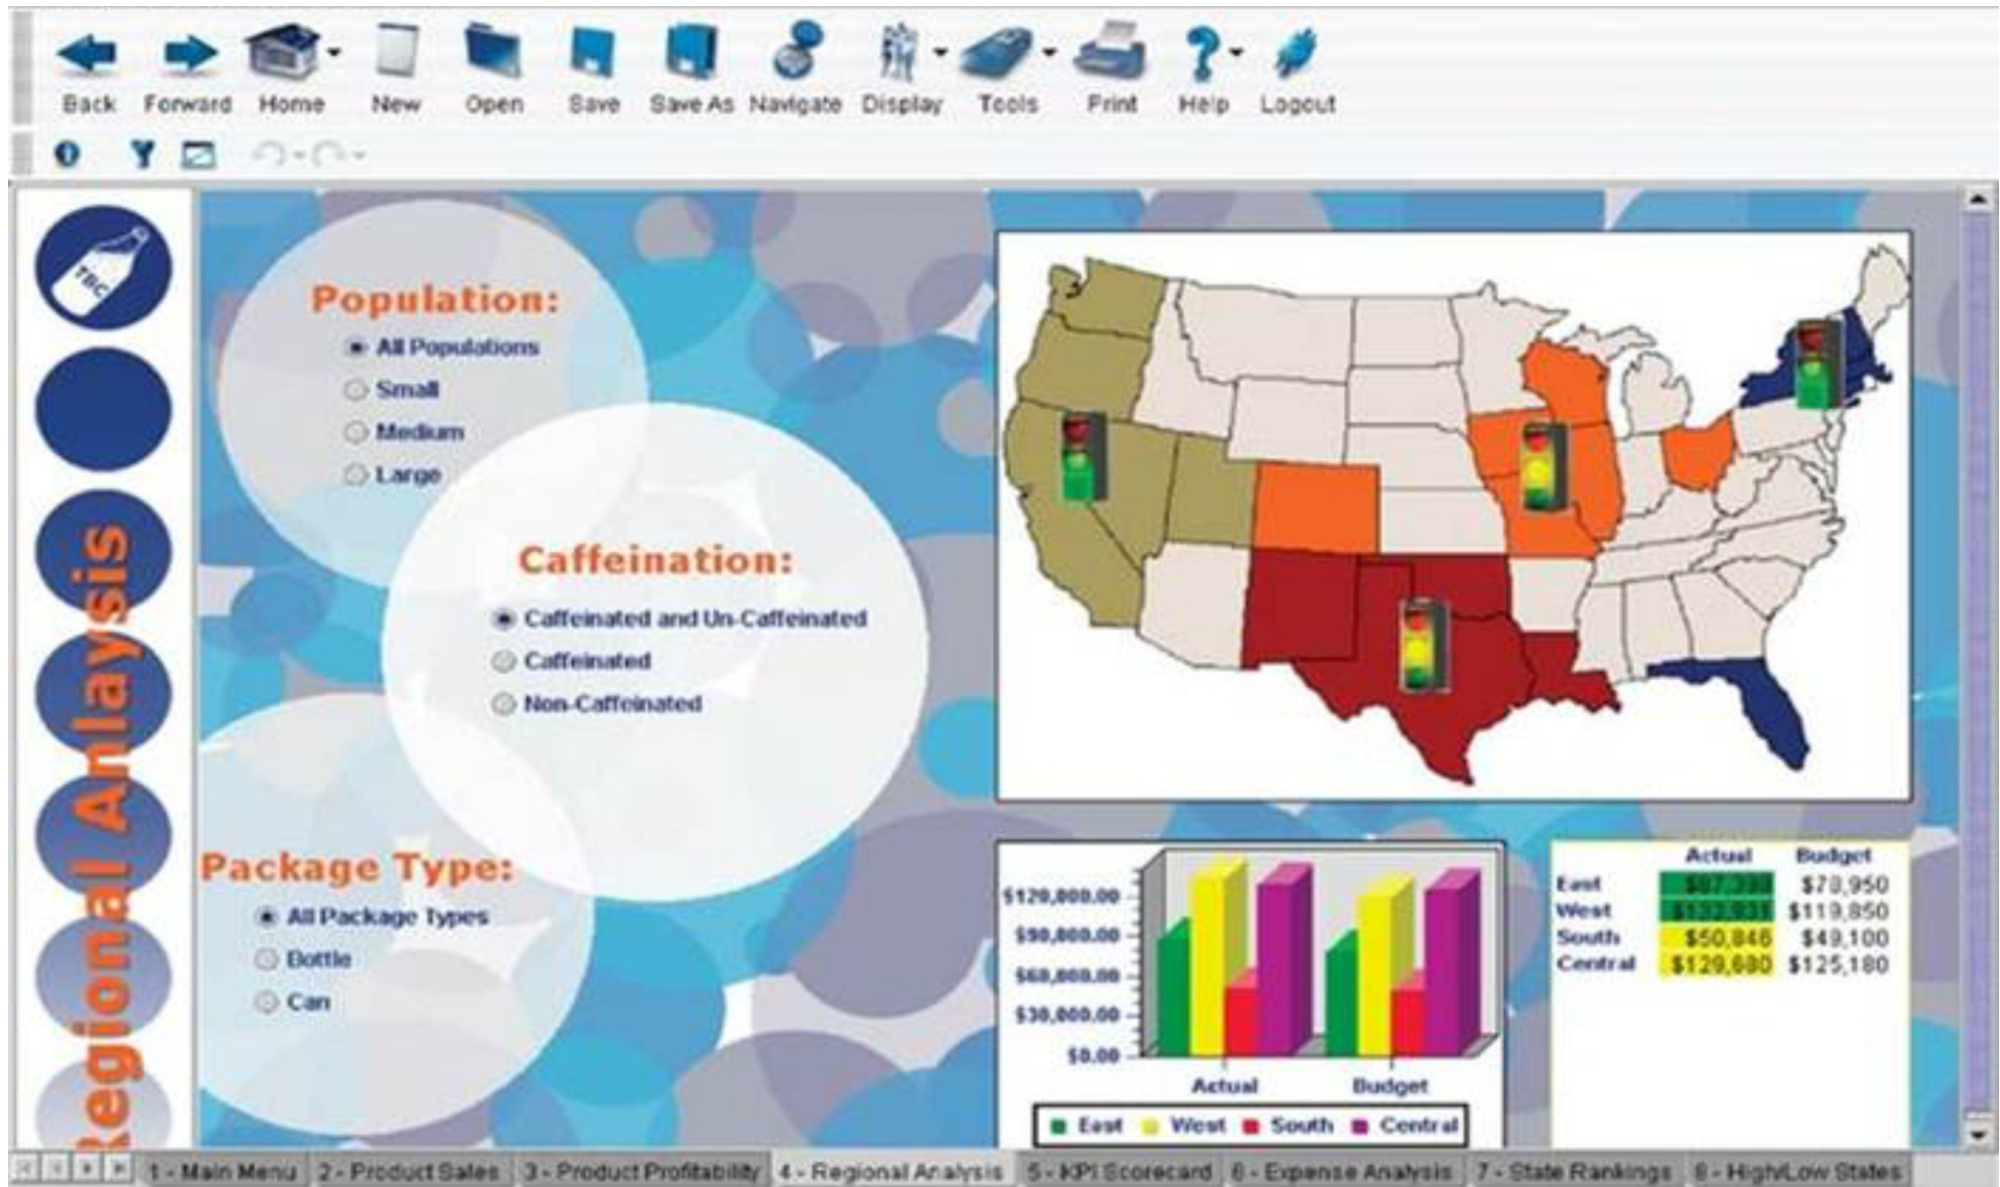 Back Forward Home New Open Save Save As Navigate Display Tools Print Help Logout
TBC
Regional Anlaysis
Population:
All Populations
Small
Medium
Large
Caffeination:
Caffeinated and Un-Caffeinated
Caffeinated
Non-Caffeinated
Package Type:
All Package Types
Bottle
Can
$120,000.00
$90,000.00
$60,000.00
$30,000.00
$0.00
Actual Budget
East West South Central
Actual Budget
East $78,950
West $119,850
South $50,846 $49,100
Central $129,680 $125,180
1 - Main Menu 2 - Product Sales 3 - Product Profitability 4 - Regional Analysis 5 - KPI Scorecard 6 - Expense Analysis 7 - State Rankings 8 - High/Low States